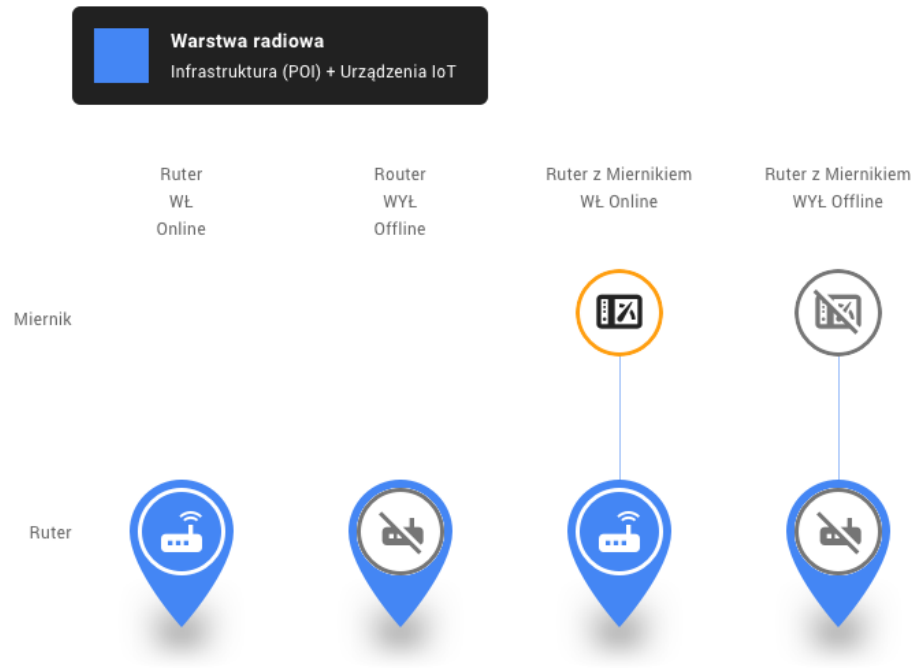 Warstwa radiowa
Infrastruktura (POI) + Urządzenia IoT
Ruter
WŁ
Online
Router
WYŁ
Offline
Ruter z Miernikiem
WŁ Online
Ruter z Miernikiem
WYŁ Offline
Miernik
Ruter